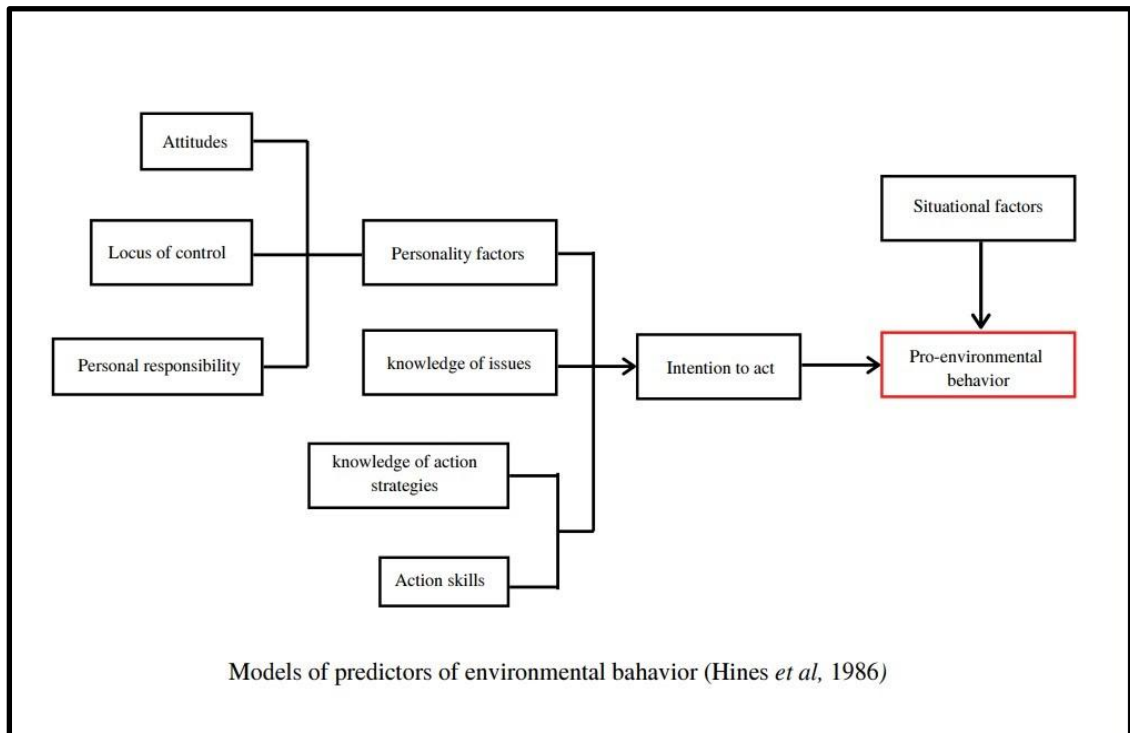 Attitudes
Locus of control
Personal responsibility
Personality factors
knowledge of issues
knowledge of action
strategies
Action skills
Intention to act
Situational factors
Pro-environmental
behavior
Models of predictors of environmental bahavior (Hines et al, 1986)